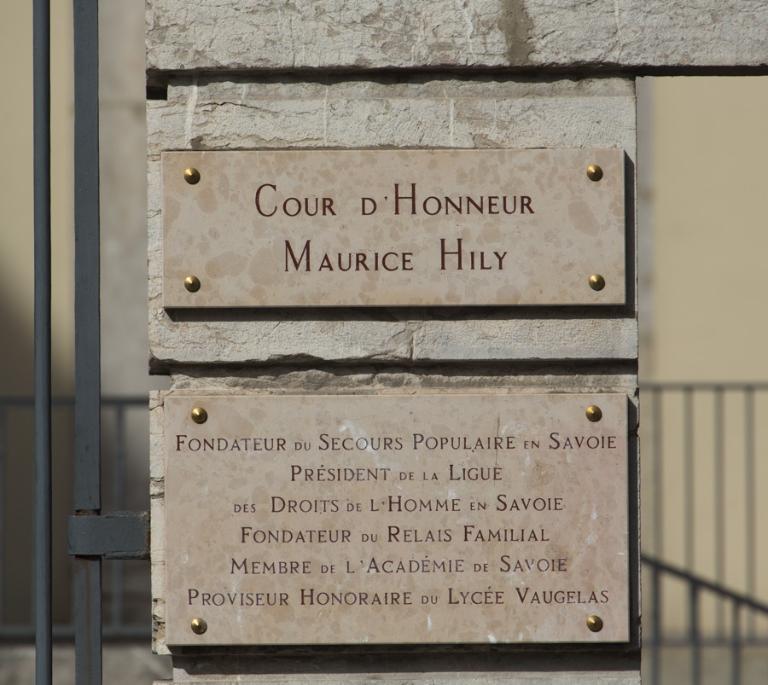 Cour d'Honneur
Maurice Hily
Fondateur du Secours Populaire en Savoie
Président de la Ligue
des Droits de l'Homme en Savoie
Fondateur du Relais Familial
Membre de l'Académie de Savoie
Proviseur Honoraire du Lycée Vaugelas